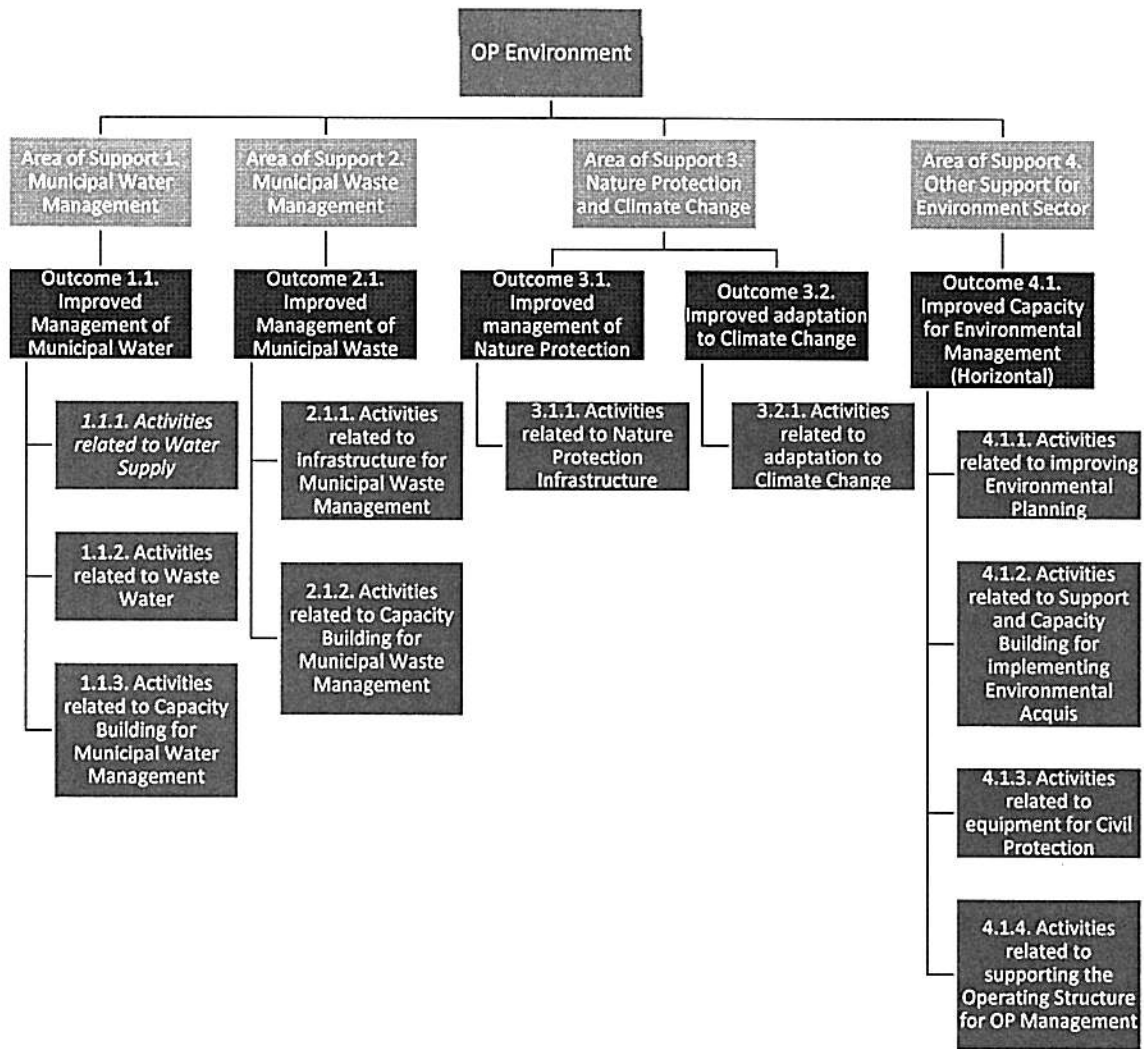 OP Environment
Area of Support 1.
Municipal Water
Management
Area of Support 2.
Municipal Waste
Management
Area of Support 3.
Nature Protection
and Climate Change
Area of Support 4.
Other Support for
Environment Sector
Outcome 1.1.
Improved
Management of
Municipal Water
Outcome 2.1.
Improved
Management of
Municipal Waste
Outcome 3.1.
Improved
management of
Nature Protection
Outcome 3.2.
Improved adaptation
to Climate Change
Outcome 4.1.
Improved Capacity
for Environmental
Management
(Horizontal)
1.1.1. Activities
related to Water
Supply
1.1.2. Activities
related to Waste
Water
1.1.3. Activities
related to Capacity
Building for
Municipal Water
Management
2.1.1. Activities
related to
infrastructure for
Municipal Waste
Management
2.1.2. Activities
related to Capacity
Building for
Municipal Waste
Management
3.1.1. Activities
related to Nature
Protection
Infrastructure
3.2.1. Activities
related to
adaptation to
Climate Change
4.1.1. Activities
related to improving
Environmental
Planning
4.1.2. Activities
related to Support
and Capacity
Building for
implementing
Environmental
Acquis
4.1.3. Activities
related to
equipment for Civil
Protection
4.1.4. Activities
related to
supporting the
Operating Structure
for OP Management